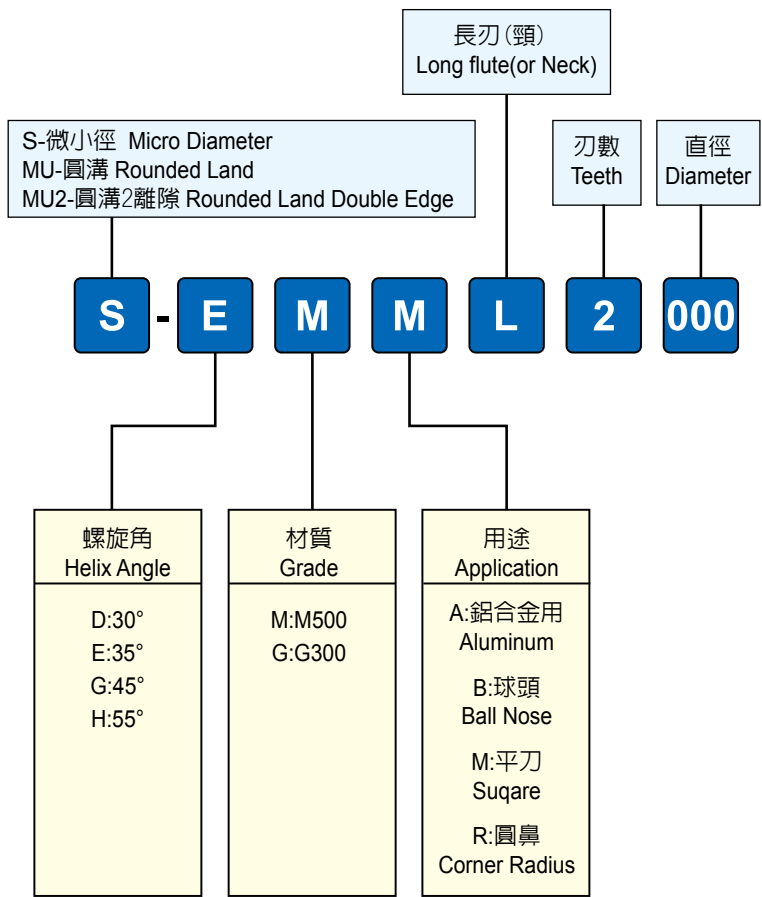 長刃(頸)
Long flute(or Neck)
S-微小徑 Micro Diameter
MU-圓溝 Rounded Land
MU2-圓溝2離隙 Rounded Land Double Edge
刃數
Teeth
直徑
Diameter
S - E M M L 2 000
螺旋角
Helix Angle
D:30°
E:35°
G:45°
H:55°
材質
Grade
M:M500
G:G300
用途
Application
A:鋁合金用
Aluminum
B:球頭
Ball Nose
M:平刀
Suqare
R:圓鼻
Corner Radius